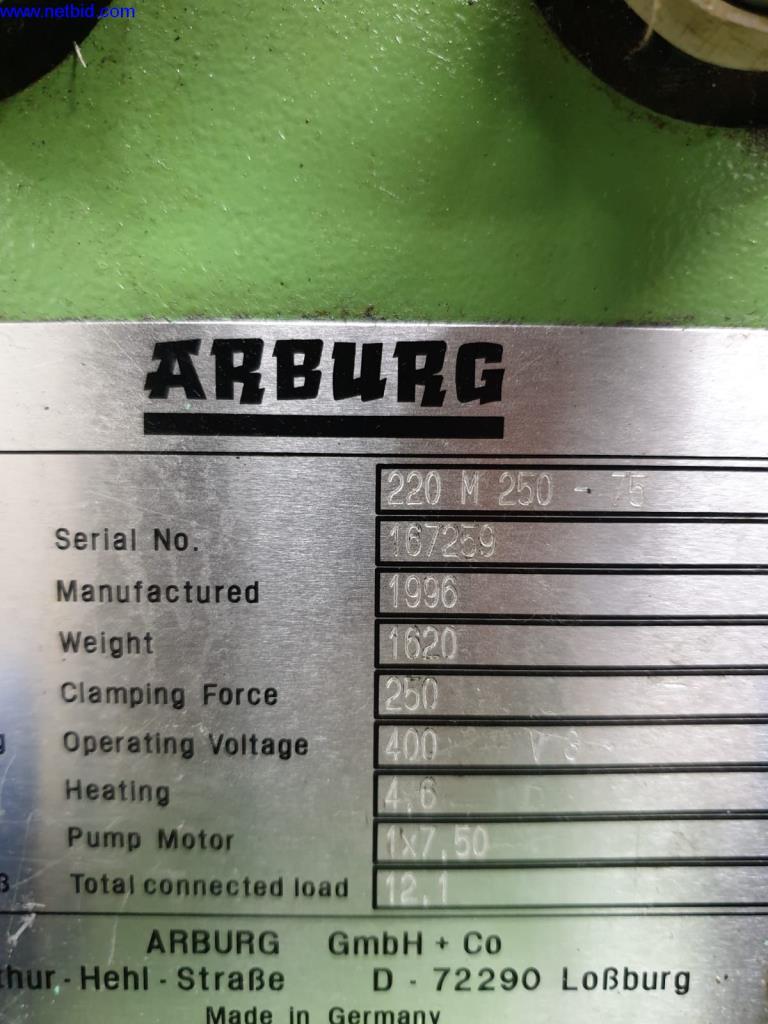 www.netbid.com
ARBURG
220 M 250 - 75
Serial No. 167259
Manufactured 1996
Weight 1620
Clamping Force 250
Operating Voltage 400 V 3
Heating 4,6
Pump Motor 1x7,50
Total connected load 12,1
ARBURG GmbH + Co
thur - Hehl - Straße D - 72290 Loßburg
Made in Germany